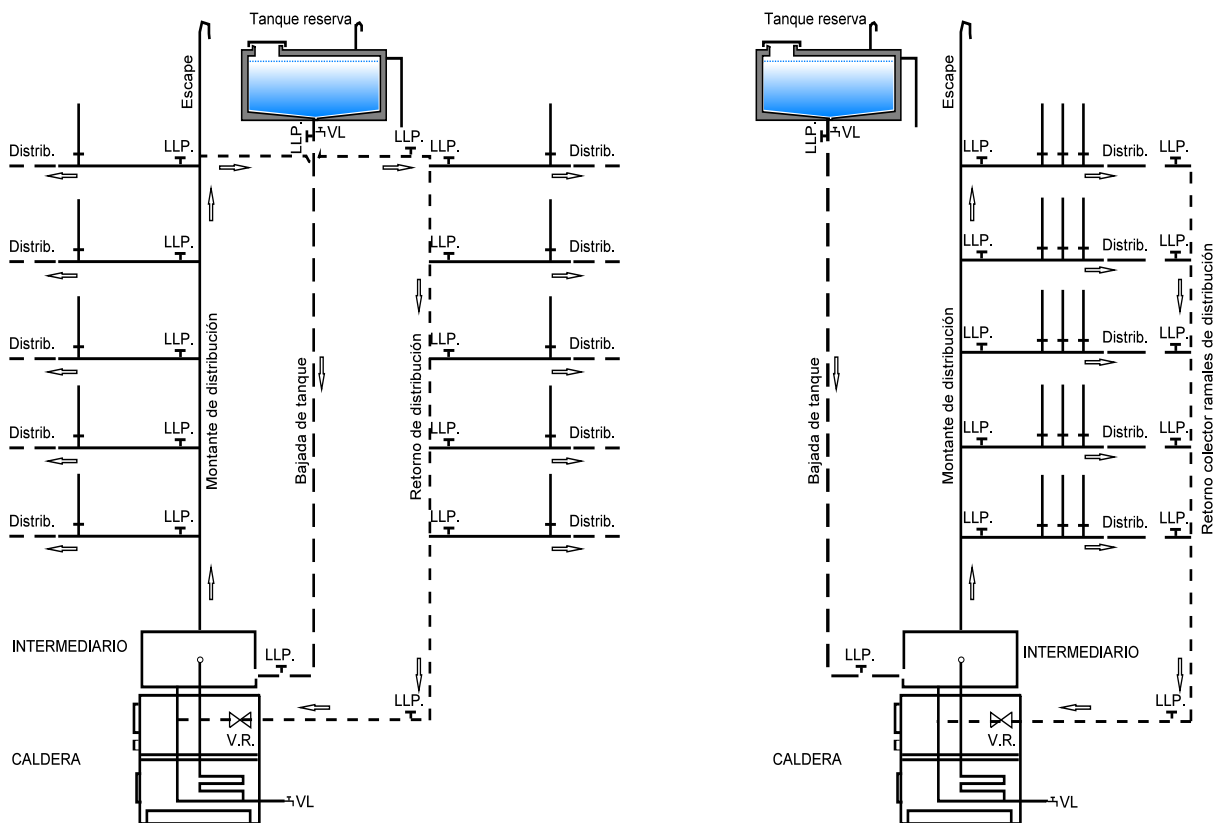 Tanque reserva
Escape
LLP.
VL
LLP.
Distrib.
LLP.
LLP.
Distrib.
Distrib.
LLP.
LLP.
Distrib.
Distrib.
LLP.
LLP.
Distrib.
Distrib.
LLP.
LLP.
Distrib.
Distrib.
LLP.
LLP.
Distrib.
Montante de distribución
Bajada de tanque
Retorno de distribución
INTERMEDIARIO
LLP.
LLP.
V.R.
CALDERA
VL
Tanque reserva
Escape
LLP.
VL
LLP.
Distrib.
LLP.
LLP.
Distrib.
LLP.
LLP.
Distrib.
LLP.
LLP.
Distrib.
LLP.
LLP.
Distrib.
LLP.
Bajada de tanque
Montante de distribución
Retorno colector ramales de distribución
LLP.
INTERMEDIARIO
LLP.
V.R.
CALDERA
VL